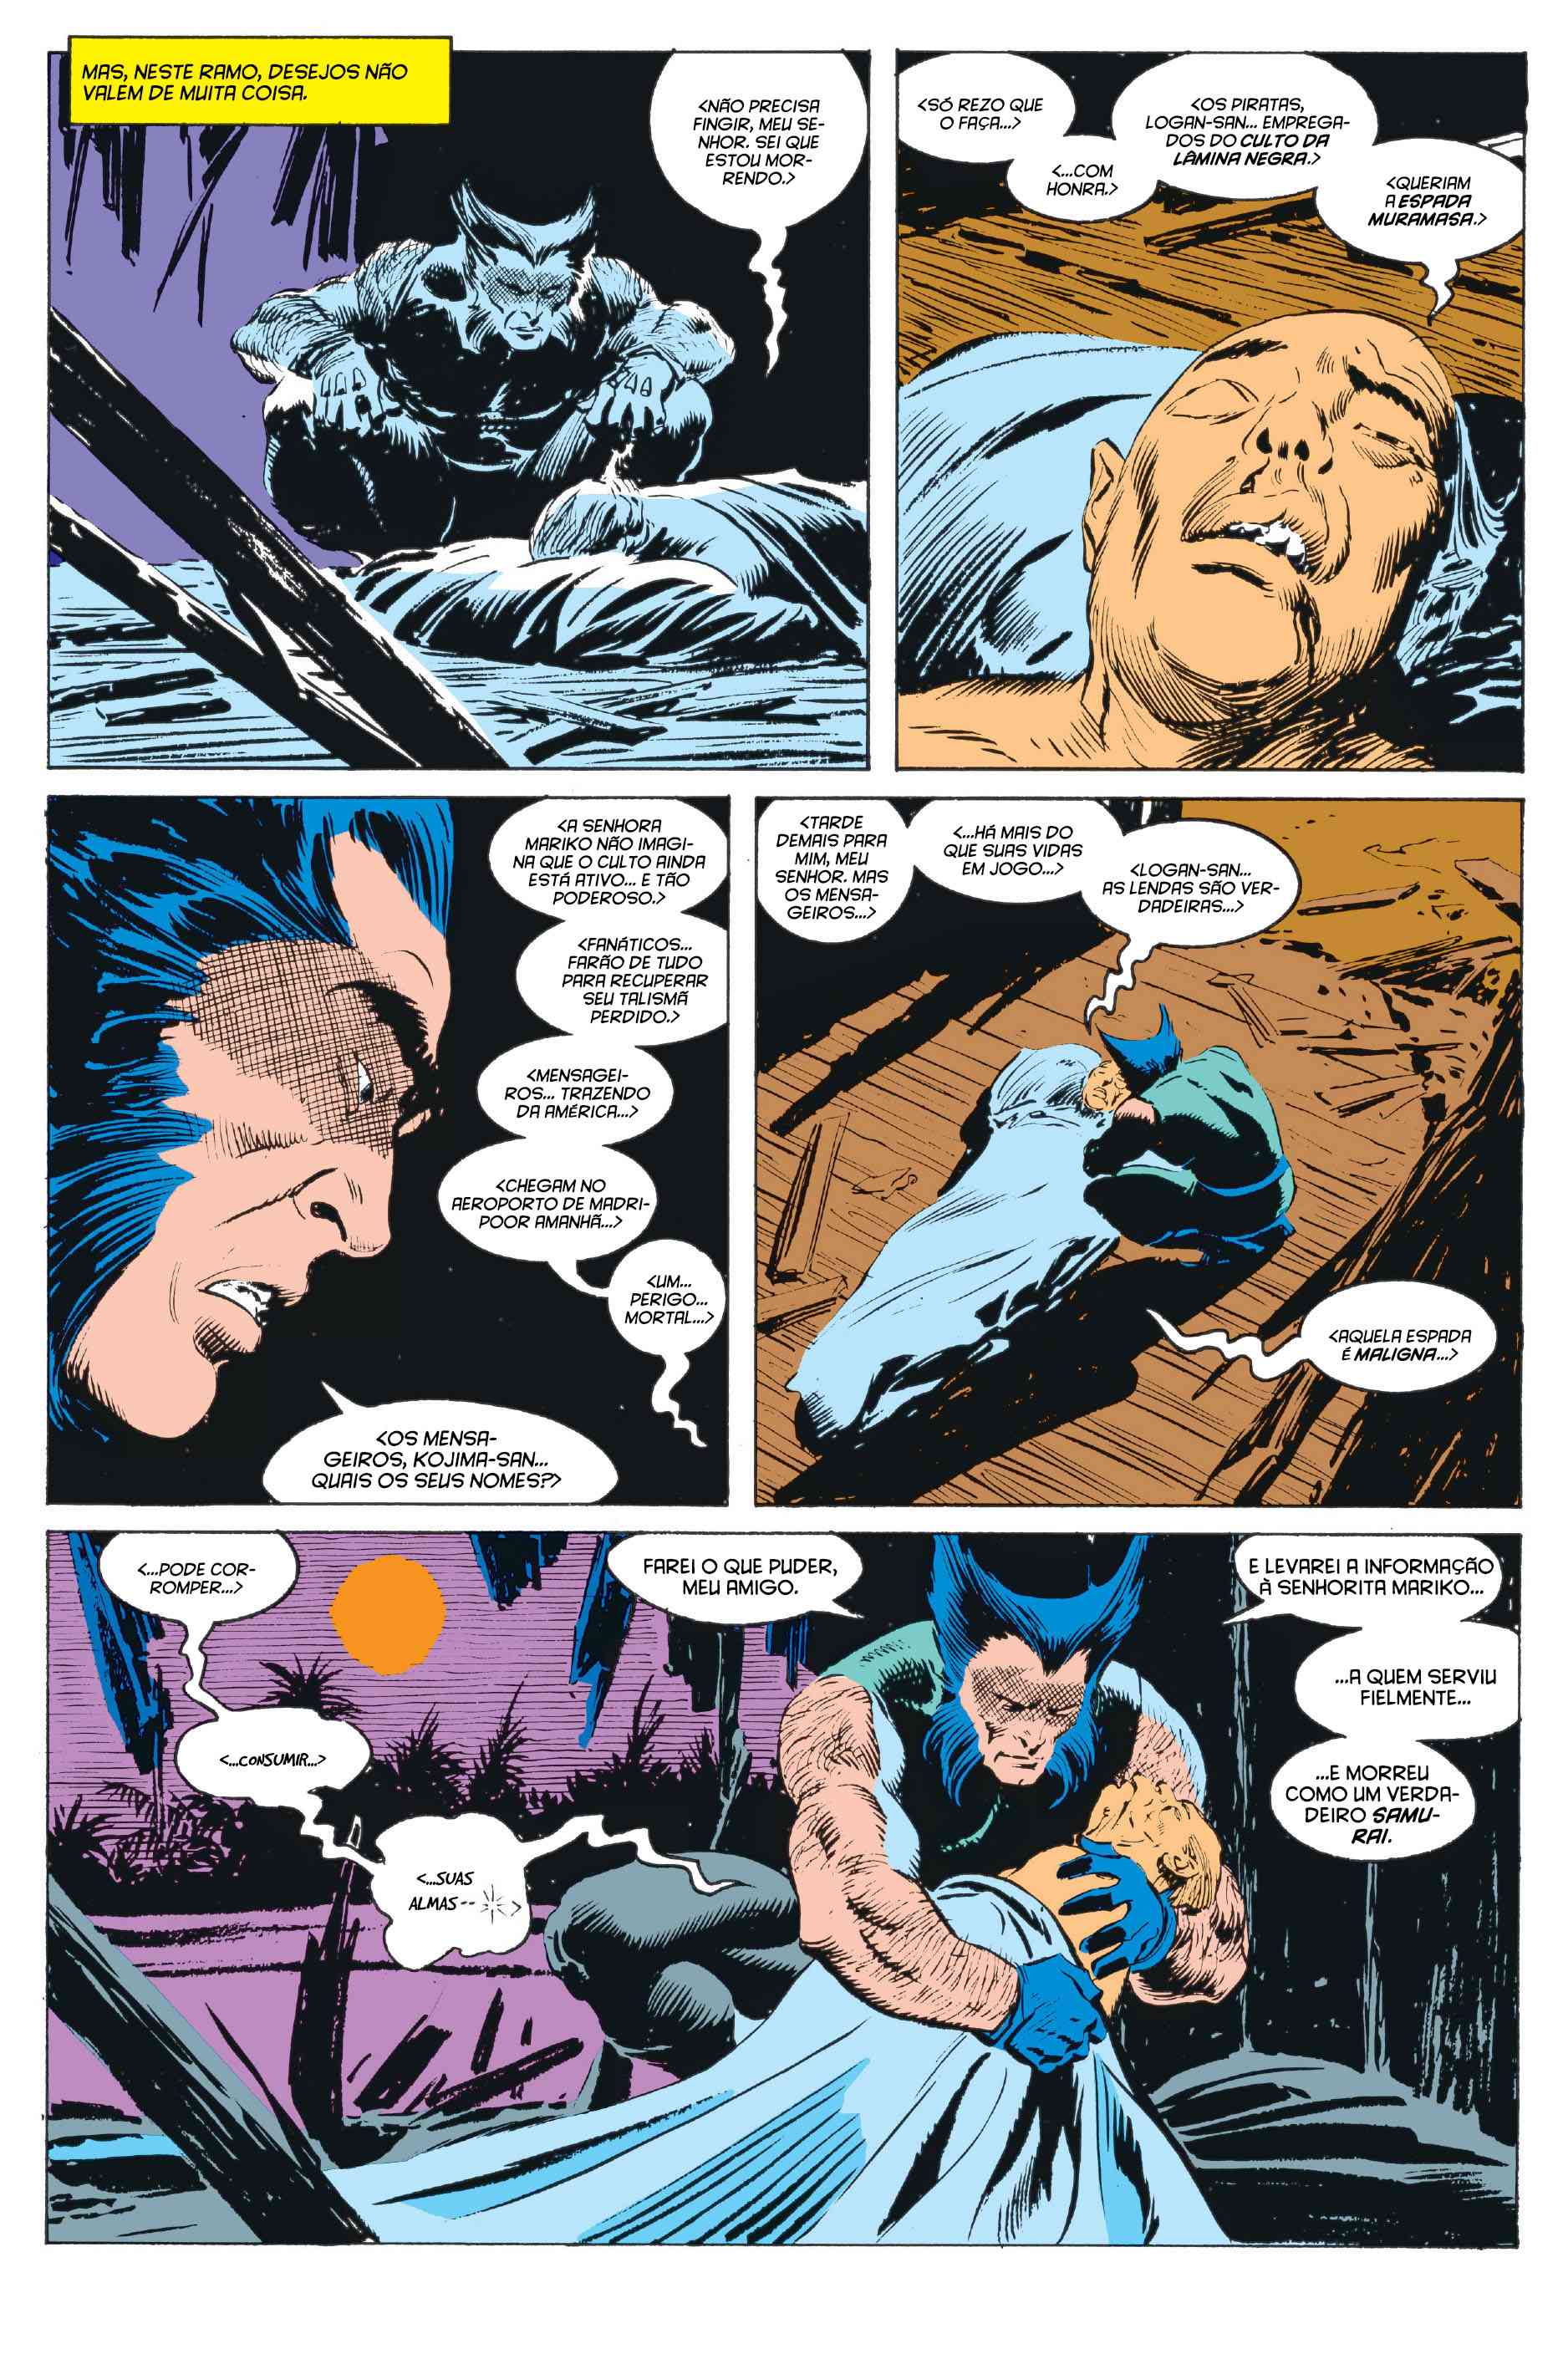 MAS, NESTE RAMO, DESEJOS NÃO
VALEM DE MUITA COISA.
<NÃO PRECISA
FINGIR, MEU SE-
NHOR. SEI QUE
ESTOU MOR-
RENDO.>
<SÓ REZO QUE
O FAÇA...>
<...COM
HONRA.>
<OS PIRATAS,
LOGAN-SAN... EMPREGA-
DOS DO CULTO DA
LÂMINA NEGRA.>
<QUERIAM
A ESPADA
MURAMASA.>
<A SENHORA
MARIKO NÃO IMAGI-
NA QUE O CULTO AINDA
ESTÁ ATIVO... E TÃO
PODEROSO.>
<FANÁTICOS...
FARÃO DE TUDO
PARA RECUPERAR
SEU TALISMÃ
PERDIDO.>
<MENSAGEI-
ROS... TRAZENDO
DA AMÉRICA...>
<CHEGAM NO
AEROPORTO DE MADRI-
POOR AMANHÃ...>
<UM...
PERIGO...
MORTAL...>
<OS MENSA-
GEIROS, KOJIMA-SAN...
QUAIS OS SEUS NOMES?>
<TARDE
DEMAIS PARA
MIM, MEU
SENHOR. MAS
OS MENSA-
GEIROS...>
<...HÁ MAIS DO
QUE SUAS VIDAS
EM JOGO...>
<LOGAN-SAN...
AS LENDAS SÃO VER-
DADEIRAS...>
<AQUELA ESPADA
É MALIGNA...>
<...PODE COR-
ROMPER...>
<...CONSUMIR...>
<...SUAS
ALMAS-- >
FAREI O QUE PUDER,
MEU AMIGO.
E LEVAREI A INFORMAÇÃO
À SENHORITA MARIKO...
...A QUEM SERVIU
FIELMENTE...
...E MORREU
COMO UM VERDA-
DEIRO SAMU-
RAI.